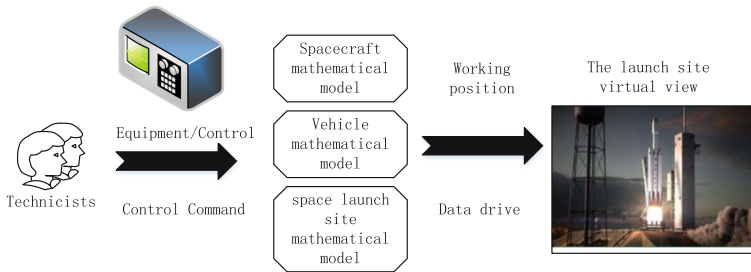 Technicists
Equipment/Control
Control Command
Spacecraft
mathematical
model
Vehicle
mathematical
model
space launch
site
mathematical
model
Working
position
Data drive
The launch site
virtual view